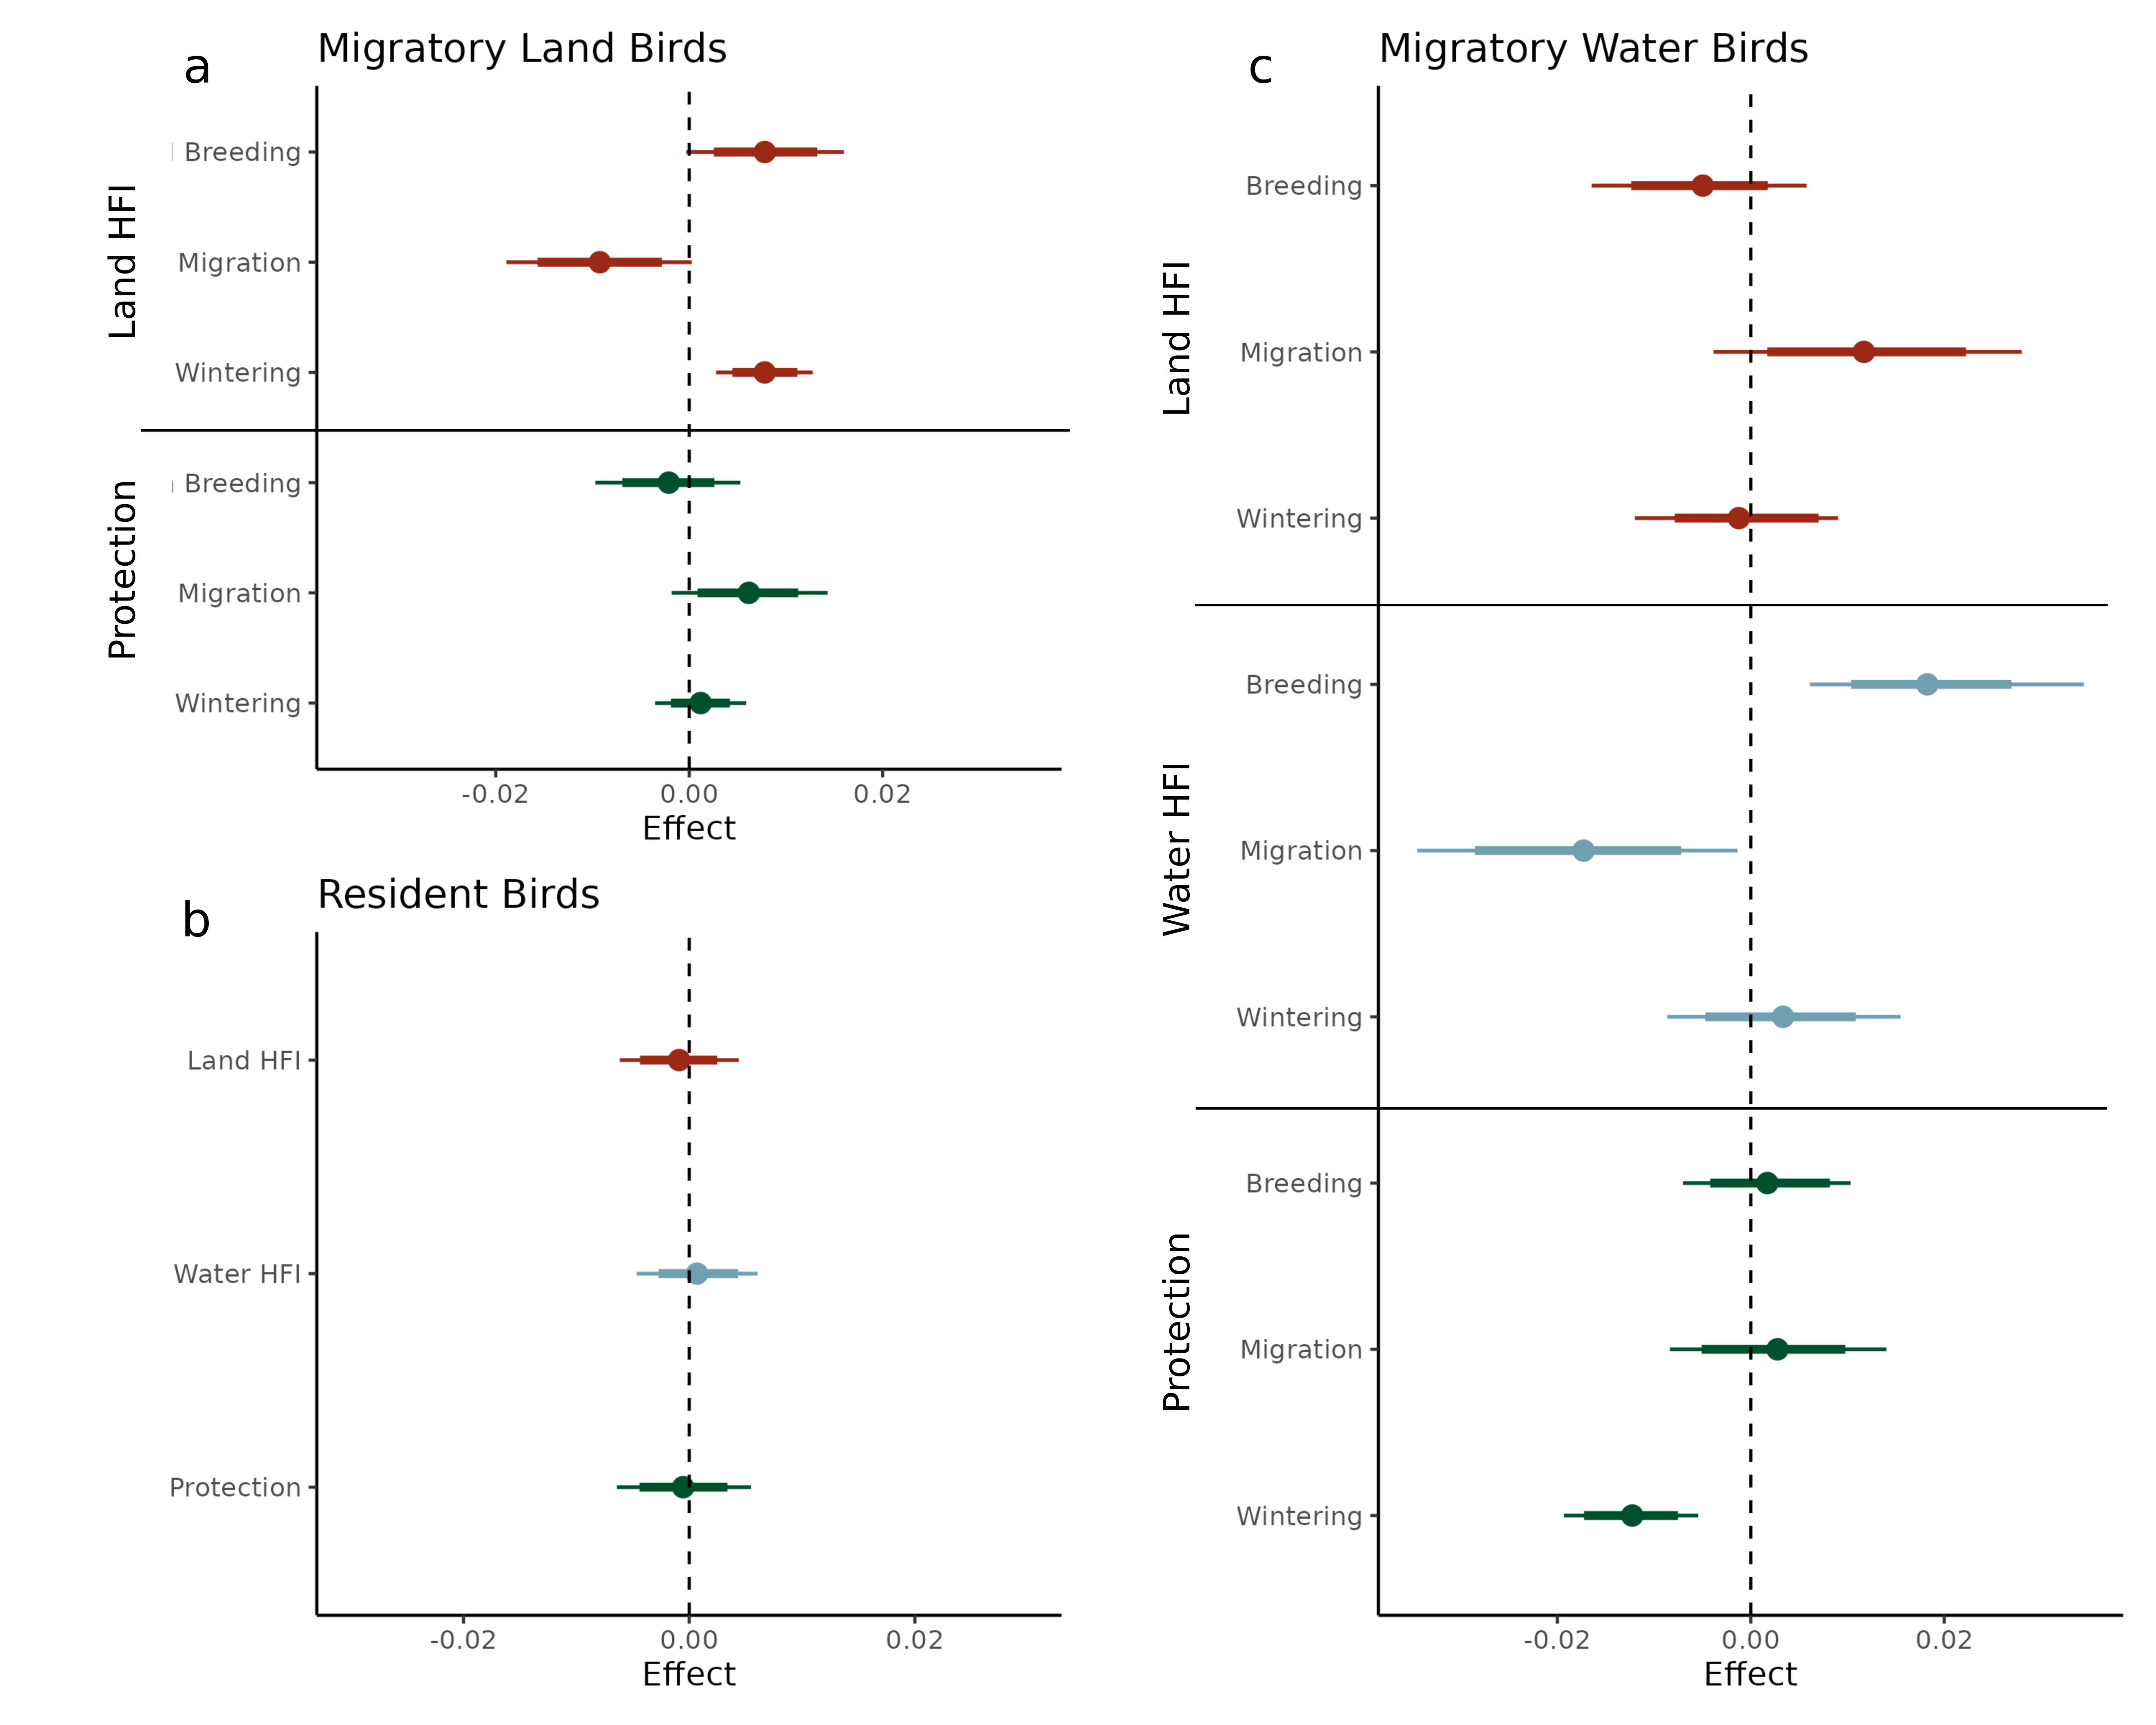 a
Migratory Land Birds
Land HFI
Breeding
Migration
Wintering
Protection
Breeding
Migration
Wintering
-0.02 0.00 0.02
Effect
b
Resident Birds
Land HFI
Water HFI
Protection
-0.02 0.00 0.02
Effect
c
Migratory Water Birds
Land HFI
Breeding
Migration
Wintering
Water HFI
Breeding
Migration
Wintering
Protection
Breeding
Migration
Wintering
-0.02 0.00 0.02
Effect